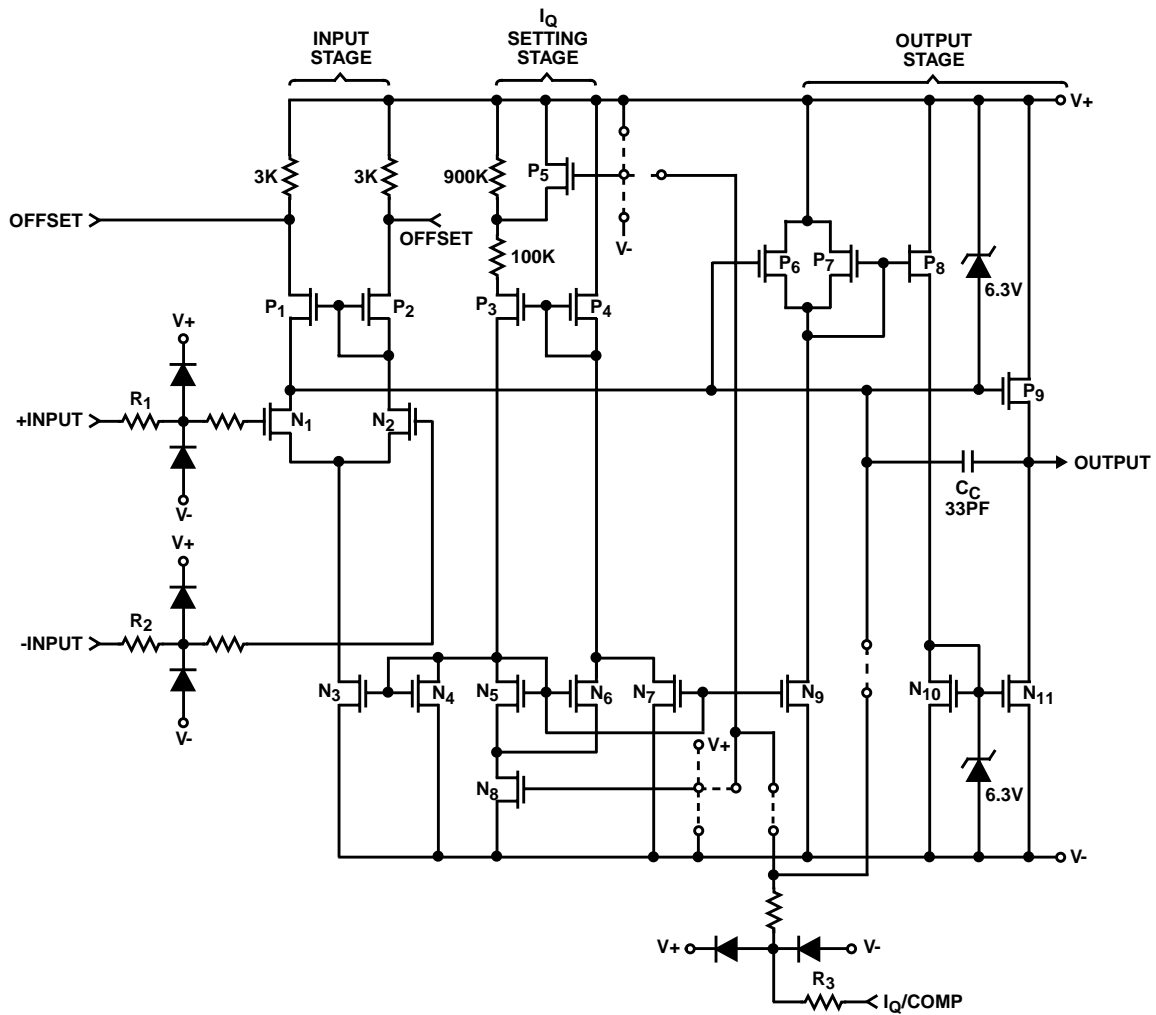 INPUT
STAGE
IQ
SETTING
STAGE
OUTPUT
STAGE
V+
3K
3K
900K
P5
OFFSET
OFFSET
V-
100K
P6
P7
P8
6.3V
P1
P2
P3
P4
V+
P9
R1
+INPUT
N1
N2
OUTPUT
CC
33PF
V-
V+
R2
-INPUT
N3
N4
N5
N6
N7
N9
N10
N11
V-
V+
N8
6.3V
V-
V+
V-
R3
IQ/COMP